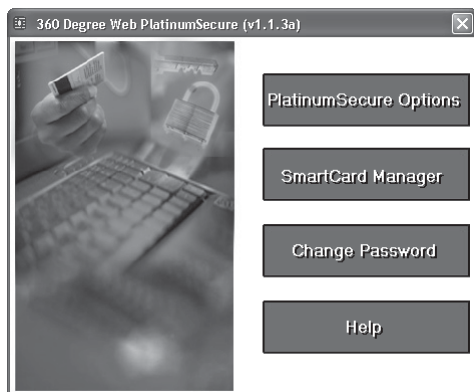 360 Degree Web PlatinumSecure (v1.1.3a)
PlatinumSecure Options
SmartCard Manager
Change Password
Help